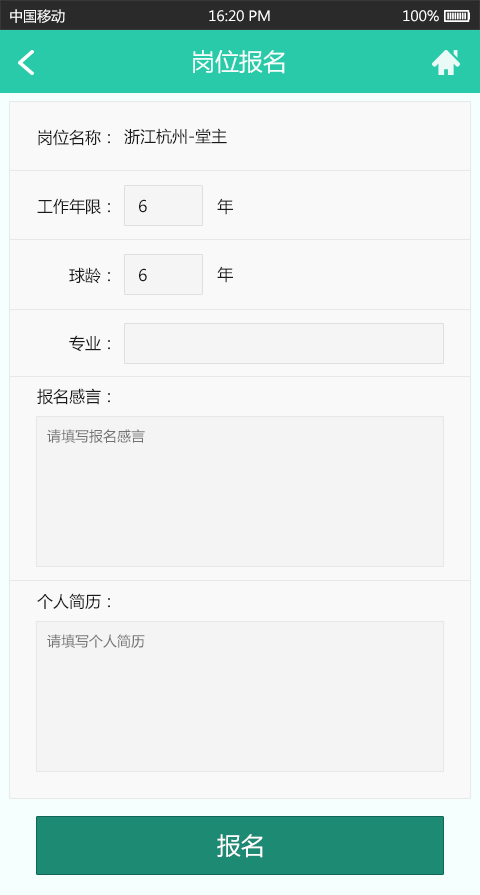 中国移动 16:20 PM 100%
岗位报名
岗位名称： 浙江杭州-堂主
工作年限： 6 年
球龄： 6 年
专业：
报名感言：
请填写报名感言
个人简历：
请填写个人简历
报名